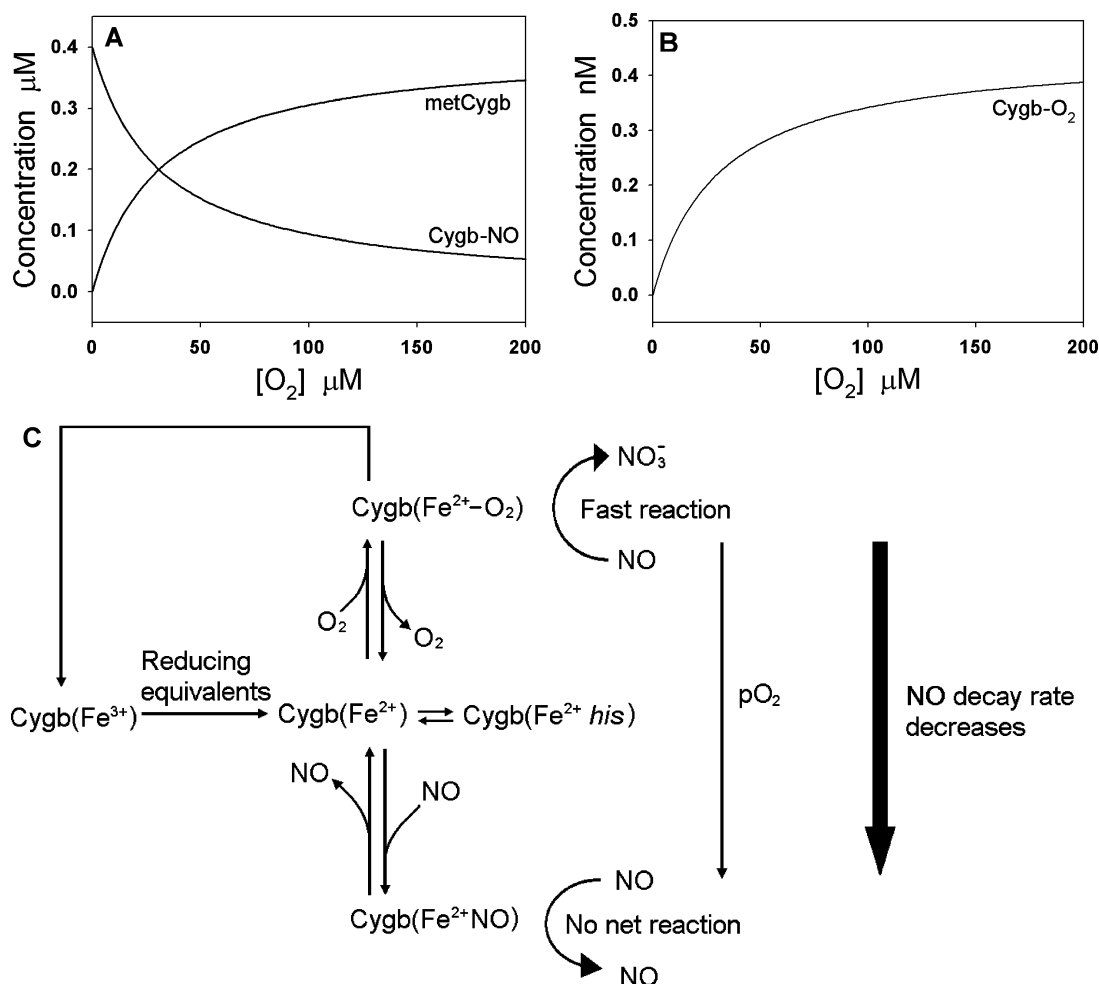 A
Concentration μM
0.4
0.3
0.2
0.1
0.0
metCygb
Cygb-NO
0 50 100 150 200
[O₂] μM
B
Concentration nM
0.5
0.4
0.3
0.2
0.1
0.0
Cygb-O₂
0 50 100 150 200
[O₂] μM
C
NO₃⁻
Cygb(Fe²⁺–O₂)
Fast reaction
NO
O₂
O₂
Reducing
equivalents
Cygb(Fe³⁺)
Cygb(Fe²⁺)
Cygb(Fe²⁺ his)
pO₂
NO decay rate
decreases
NO
NO
NO
Cygb(Fe²⁺NO)
No net reaction
NO